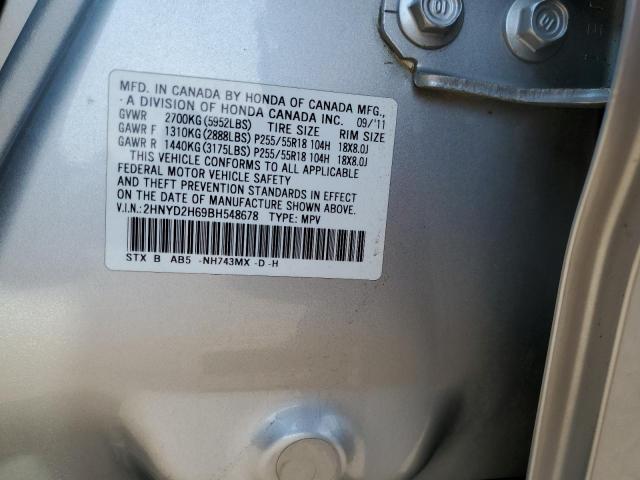 MFD. IN CANADA BY HONDA OF CANADA MFG.,
A DIVISION OF HONDA CANADA INC. 09/'11
GVWR 2700KG(5952LBS) TIRE SIZE RIM SIZE
GAWR F 1310KG(2888LBS) P255/55R18 104H 18X8.0J
GAWR R 1440KG(3175LBS) P255/55R18 104H 18X8.0J
THIS VEHICLE CONFORMS TO ALL APPLICABLE
FEDERAL MOTOR VEHICLE SAFETY
AND THEFT PREVENTION STANDARDS IN EFFECT
ON THE DATE OF MANUFACTURE SHOWN ABOVE.
V.I.N.: 2HNYD2H69BH548678 TYPE: MPV
STX B AB5 -NH743MX -D -H